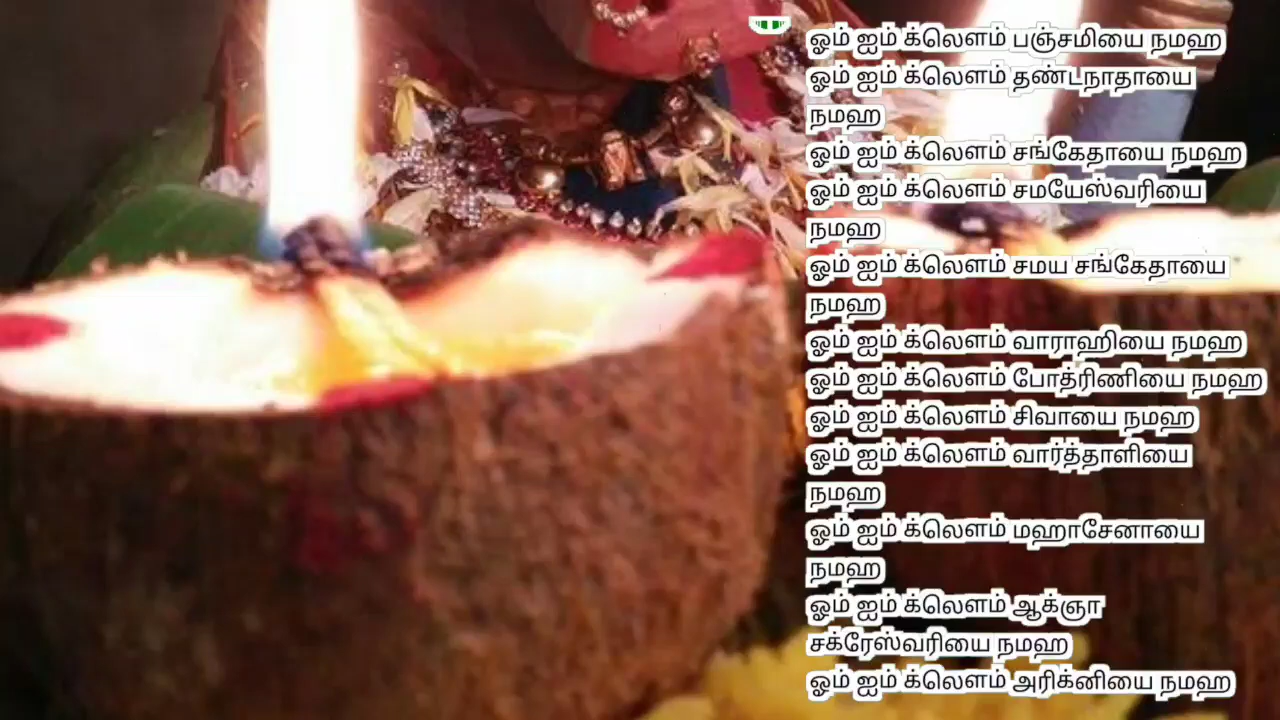 ஓம் ஐம் க்லௌம் பஞ்சமியை நமஹ
ஓம் ஐம் க்லௌம் தண்டநாதாயை
நமஹ
ஓம் ஐம் க்லௌம் சங்கேதாயை நமஹ
ஓம் ஐம் க்லௌம் சமயேஸ்வரியை
நமஹ
ஓம் ஐம் க்லௌம் சமய சங்கேதாயை
நமஹ
ஓம் ஐம் க்லௌம் வாராஹியை நமஹ
ஓம் ஐம் க்லௌம் போத்ரிணியை நமஹ
ஓம் ஐம் க்லௌம் சிவாயை நமஹ
ஓம் ஐம் க்லௌம் வார்த்தாளியை
நமஹ
ஓம் ஐம் க்லௌம் மஹாசேனாயை
நமஹ
ஓம் ஐம் க்லௌம் ஆக்ஞா
சக்ரேஸ்வரியை நமஹ
ஓம் ஐம் க்லௌம் அரிக்னியை நமஹ